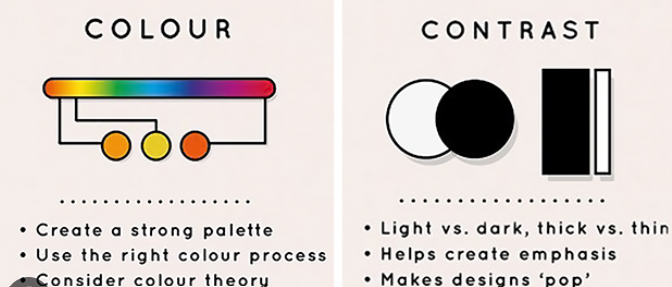 COLOUR
• Create a strong palette
• Use the right colour process
• Consider colour theory
CONTRAST
• Light vs. dark, thick vs. thin
• Helps create emphasis
• Makes designs ‘pop’